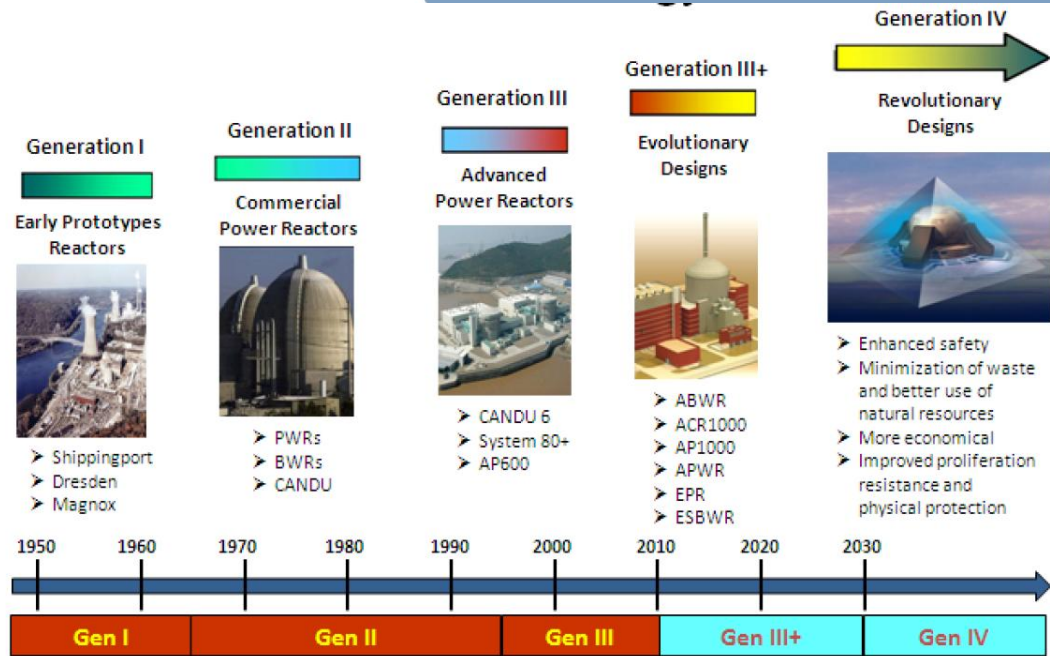 Generation I
Early Prototypes
Reactors
➢ Shippingport
➢ Dresden
➢ Magnox
Generation II
Commercial
Power Reactors
➢ PWRs
➢ BWRs
➢ CANDU
Generation III
Advanced
Power Reactors
➢ CANDU 6
➢ System 80+
➢ AP600
Generation III+
Evolutionary
Designs
➢ ABWR
➢ ACR1000
➢ AP1000
➢ APWR
➢ EPR
➢ ESBWR
Generation IV
Revolutionary
Designs
➢ Enhanced safety
➢ Minimization of waste
and better use of
natural resources
➢ More economical
➢ Improved proliferation
resistance and
physical protection
1950 1960 1970 1980 1990 2000 2010 2020 2030
Gen I Gen II Gen III Gen III+ Gen IV